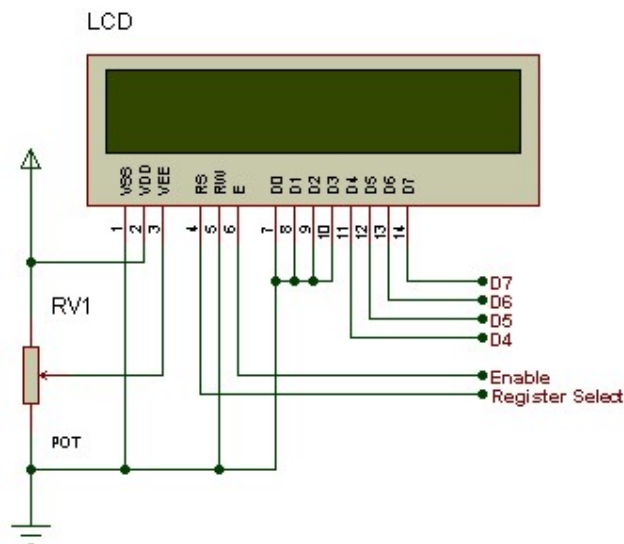 LCD
VSS
VDD
VEE
RS
RW
E
D0
D1
D2
D3
D4
D5
D6
D7
1
2
3
4
5
6
7
8
9
10
11
12
13
14
D7
D6
D5
D4
Enable
Register Select
RV1
POT